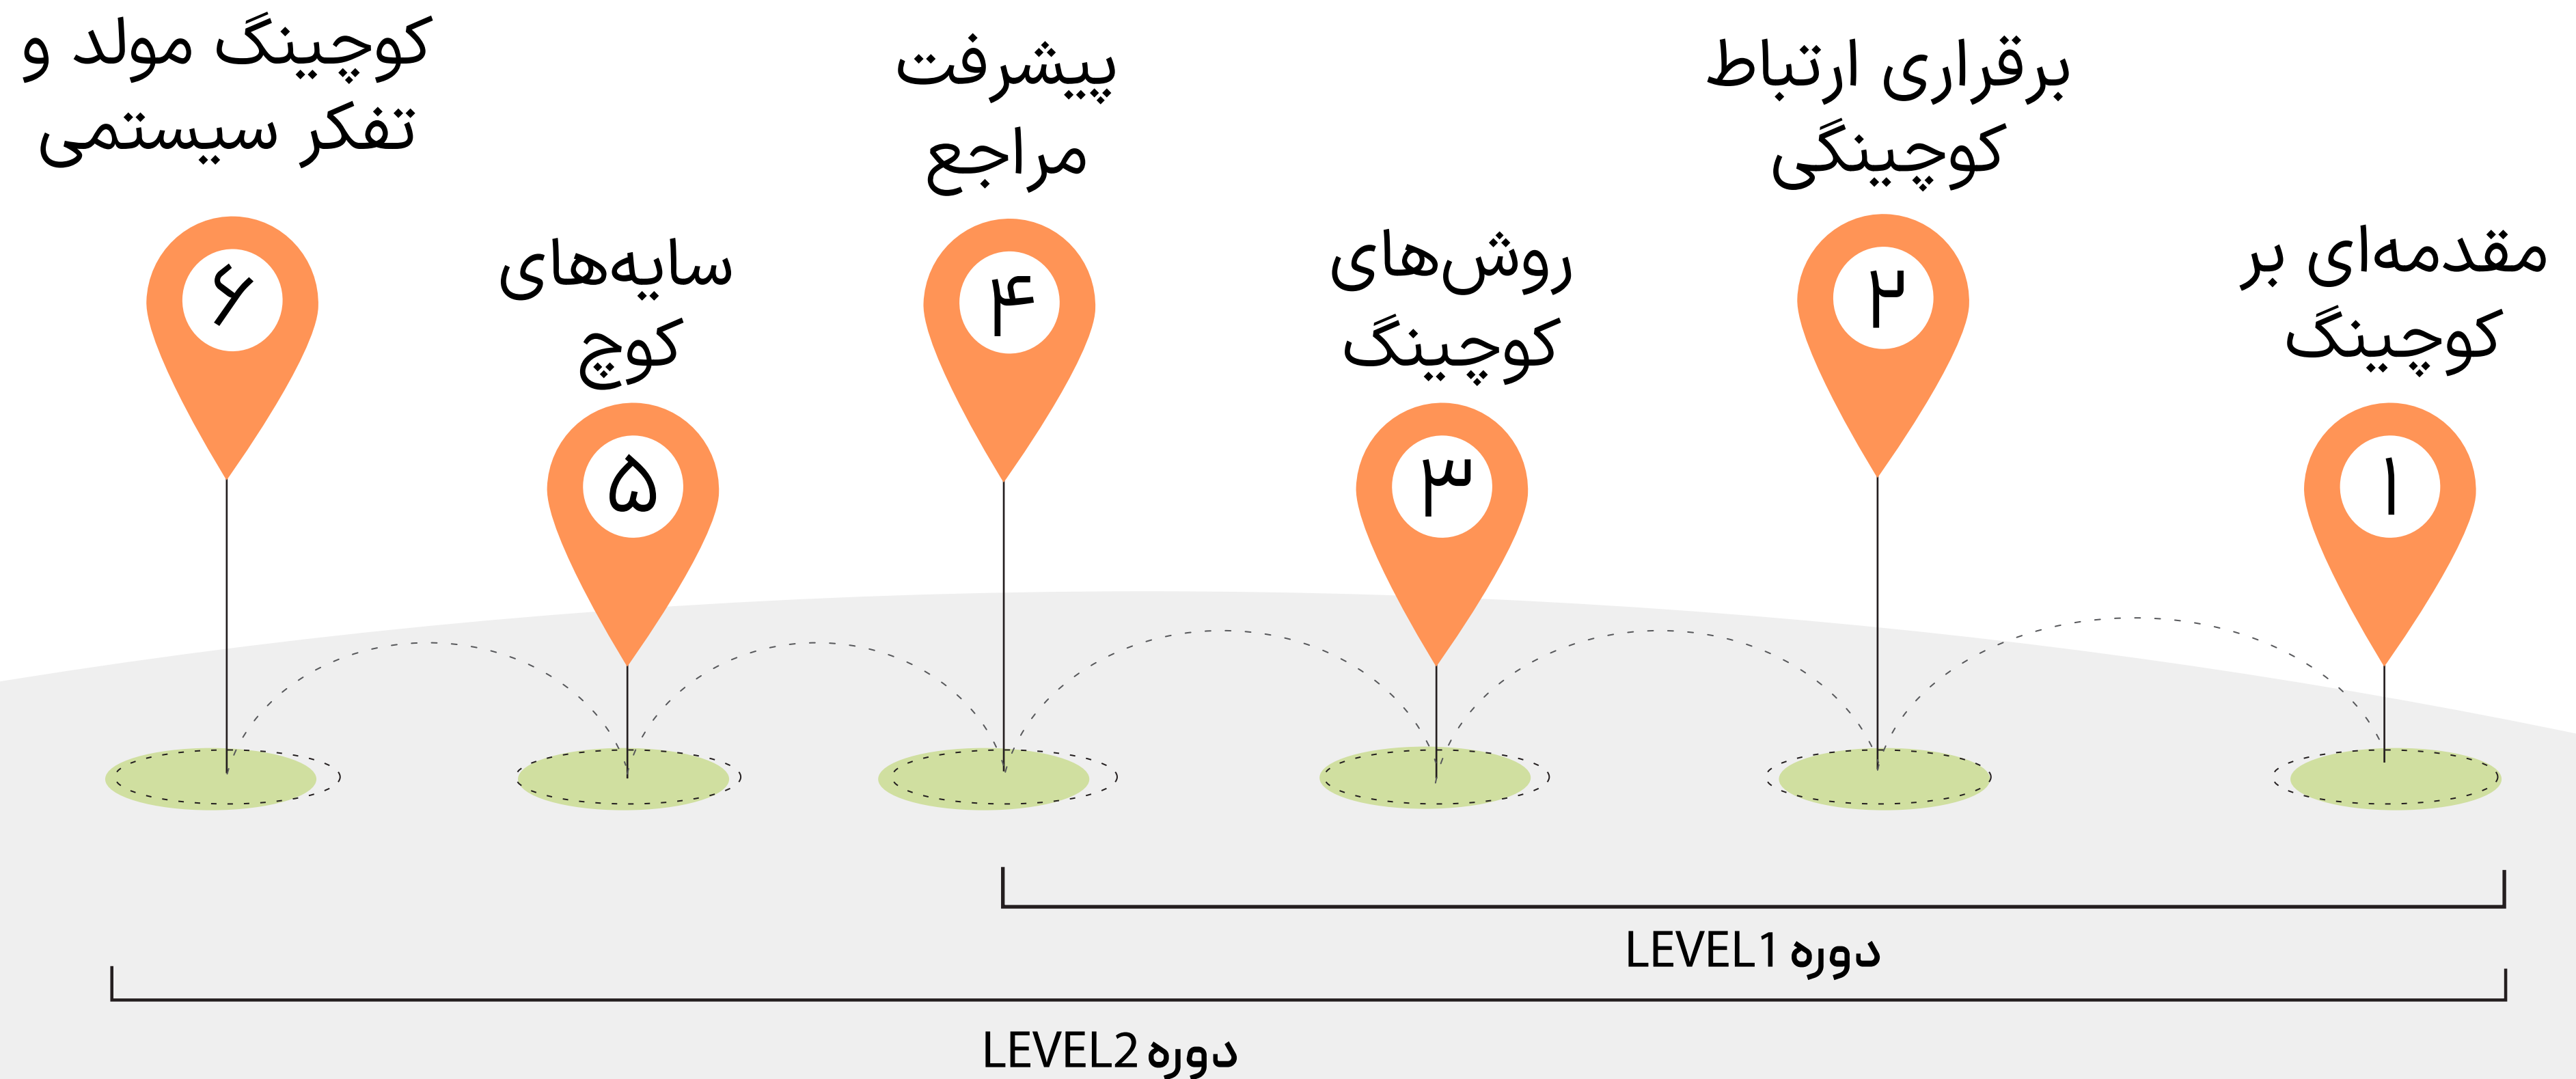 مقدمه‌ای بر
کوچینگ
۱
برقراری ارتباط
کوچینگی
۲
روش‌های
کوچینگ
۳
پیشرفت
مراجع
۴
سایه‌های
کوچ
۵
کوچینگ مولد و
تفکر سیستمی
۶
دوره LEVEL1
دوره LEVEL2